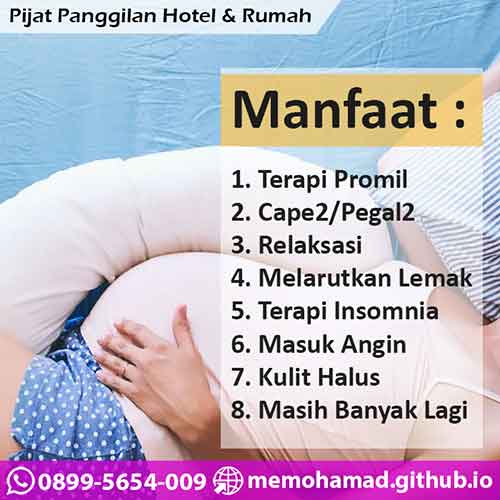 Pijat Panggilan Hotel & Rumah
Manfaat :
1. Terapi Promil
2. Cape2/Pegal2
3. Relaksasi
4. Melarutkan Lemak
5. Terapi Insomnia
6. Masuk Angin
7. Kulit Halus
8. Masih Banyak Lagi
0899-5654-009 memohamad.github.io